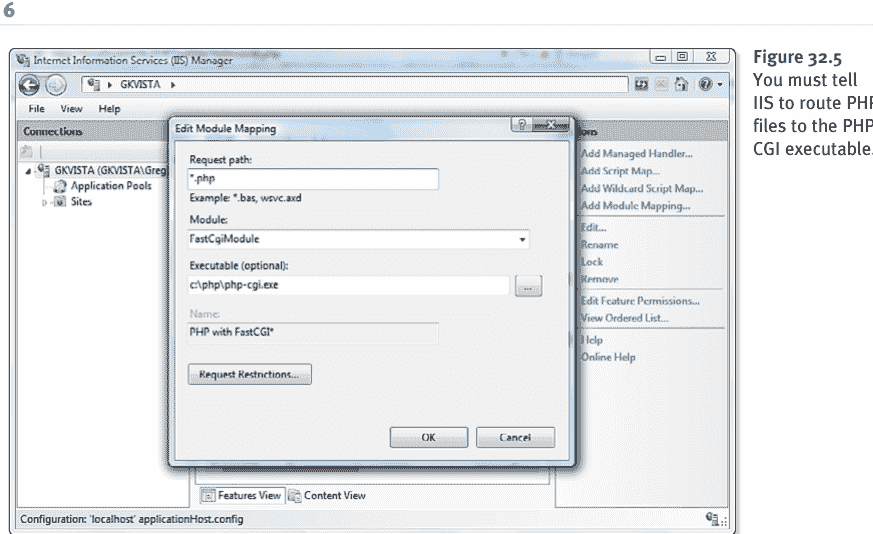 6
Internet Information Services (IIS) Manager
GKVISTA
File View Help
Connections
GKVISTA (GKVISTA\Greg
Application Pools
Sites
Edit Module Mapping
Request path:
*.php
Example: *.bas, wsvc.axd
Module:
FastCgiModule
Executable (optional):
c:\php\php-cgi.exe
...
Name:
PHP with FastCGI*
Request Restrictions...
OK Cancel
ons
Add Managed Handler...
Add Script Map...
Add Wildcard Script Map...
Add Module Mapping...
Edit...
Rename
Lock
Remove
Edit Feature Permissions...
View Ordered List...
Help
Online Help
Features View Content View
Configuration: 'localhost' applicationHost.config
Figure 32.5
You must tell
IIS to route PHP
files to the PHP
CGI executable.